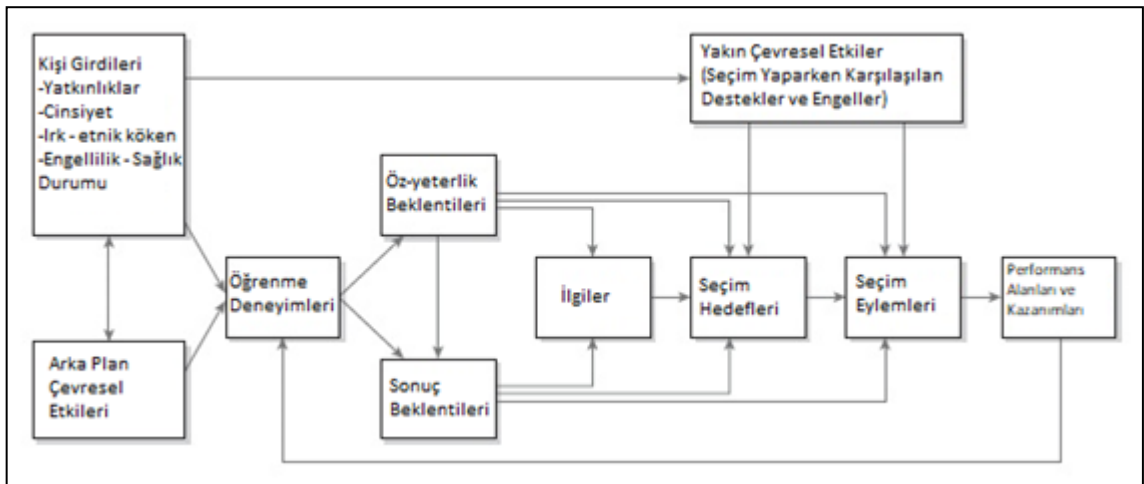 Kişi Girdileri
-Yatkınlıklar
-Cinsiyet
-Irk - etnik köken
-Engellilik - Sağlık
Durumu
Yakın Çevresel Etkiler
(Seçim Yaparken Karşılaşılan
Destekler ve Engeller)
Öz-yeterlik
Beklentileri
Öğrenme
Deneyimleri
İlgiler
Seçim
Hedefleri
Seçim
Eylemleri
Performans
Alanları ve
Kazanımları
Arka Plan
Çevresel
Etkileri
Sonuç
Beklentileri